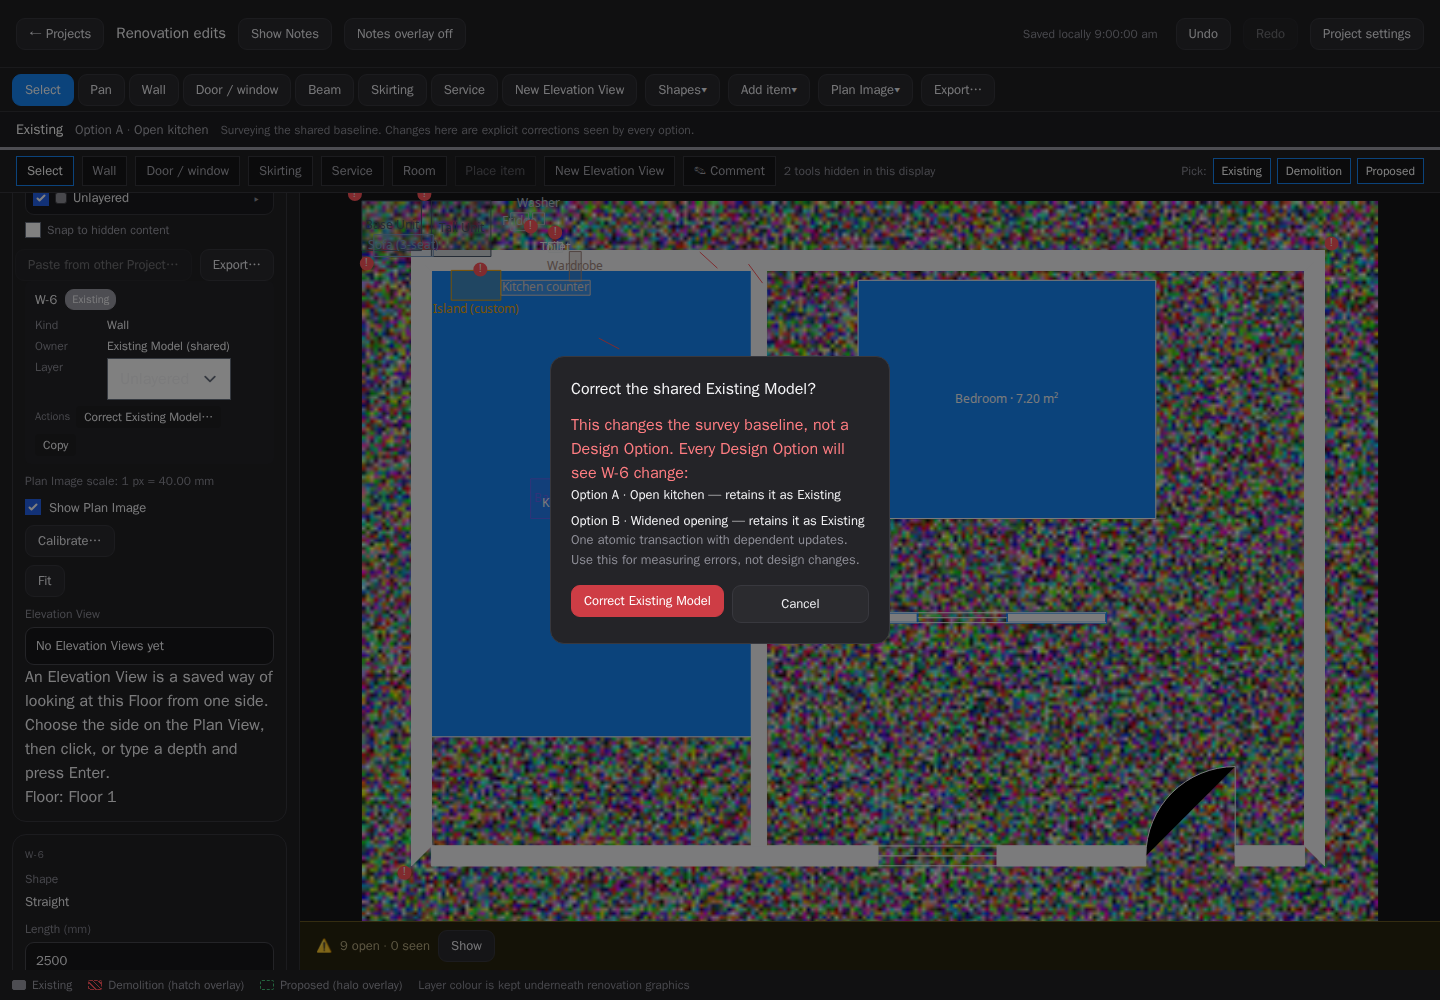 ← Projects
Renovation edits
Show Notes
Notes overlay off
Saved locally 9:00:00 am
Undo
Redo
Project settings
Select
Pan
Wall
Door / window
Beam
Skirting
Service
New Elevation View
Shapes▾
Add item▾
Plan Image▾
Export⋯
Existing
Option A · Open kitchen
Surveying the shared baseline. Changes here are explicit corrections seen by every option.
Select
Wall
Door / window
Skirting
Service
Room
Place item
New Elevation View
✎ Comment
2 tools hidden in this display
Pick:
Existing
Demolition
Proposed
Unlayered
Snap to hidden content
Paste from other Project⋯
Export⋯
W-6
Existing
Kind
Wall
Owner
Existing Model (shared)
Layer
Unlayered
Actions
Correct Existing Model⋯
Copy
Plan Image scale: 1 px = 40.00 mm
Show Plan Image
Calibrate⋯
Fit
Elevation View
No Elevation Views yet
An Elevation View is a saved way of
looking at this Floor from one side.
Choose the side on the Plan View,
then click, or type a depth and
press Enter.
Floor: Floor 1
W-6
Shape
Straight
Length (mm)
2500
Washer
Toilet
Wardrobe
Kitchen counter
Island (custom)
Bedroom · 7.20 m²
K
Correct the shared Existing Model?
This changes the survey baseline, not a
Design Option. Every Design Option will
see W-6 change:
Option A · Open kitchen — retains it as Existing
Option B · Widened opening — retains it as Existing
One atomic transaction with dependent updates.
Use this for measuring errors, not design changes.
Correct Existing Model
Cancel
9 open · 0 seen
Show
Existing
Demolition (hatch overlay)
Proposed (halo overlay)
Layer colour is kept underneath renovation graphics